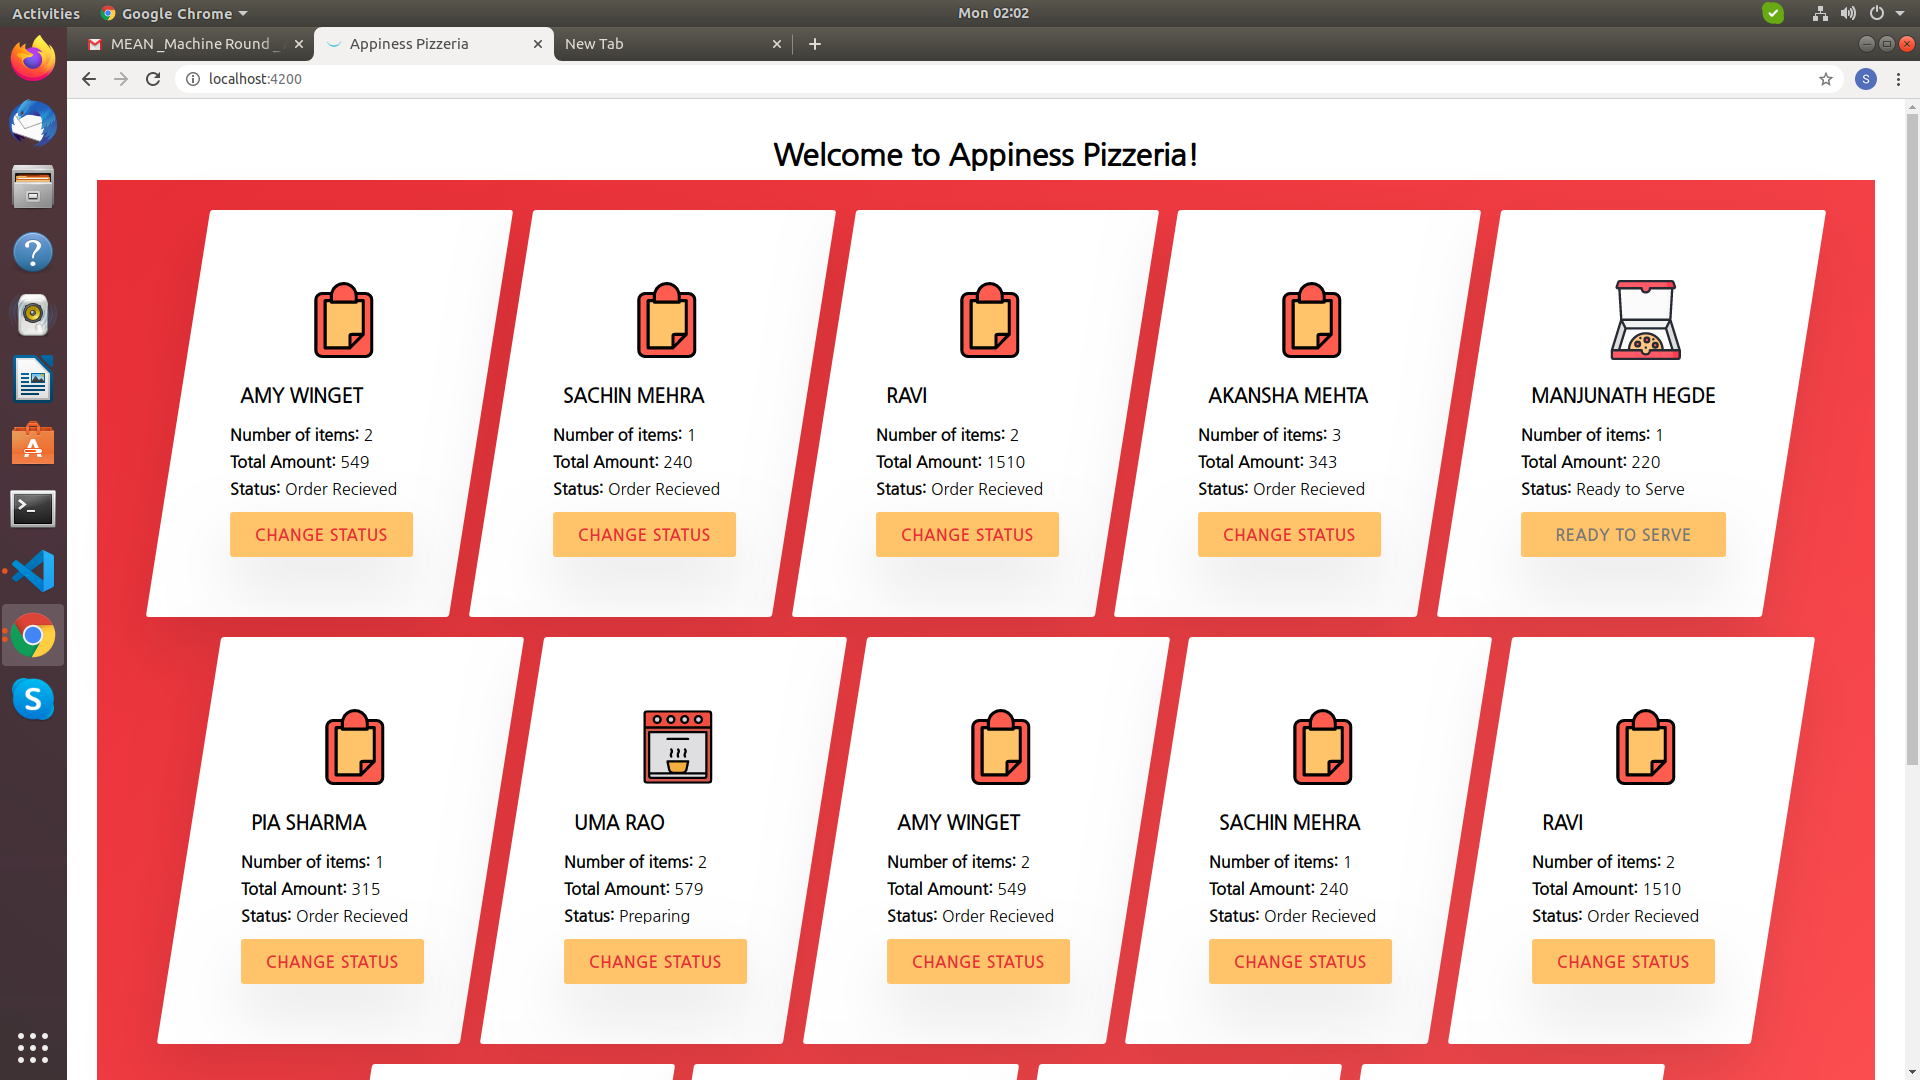 Activities
Google Chrome
Mon 02:02
MEAN _Machine Round _
Appiness Pizzeria
New Tab
localhost:4200
S
Welcome to Appiness Pizzeria!
AMY WINGET
Number of items: 2
Total Amount: 549
Status: Order Recieved
CHANGE STATUS
SACHIN MEHRA
Number of items: 1
Total Amount: 240
Status: Order Recieved
CHANGE STATUS
RAVI
Number of items: 2
Total Amount: 1510
Status: Order Recieved
CHANGE STATUS
AKANSHA MEHTA
Number of items: 3
Total Amount: 343
Status: Order Recieved
CHANGE STATUS
MANJUNATH HEGDE
Number of items: 1
Total Amount: 220
Status: Ready to Serve
READY TO SERVE
PIA SHARMA
Number of items: 1
Total Amount: 315
Status: Order Recieved
CHANGE STATUS
UMA RAO
Number of items: 2
Total Amount: 579
Status: Preparing
CHANGE STATUS
AMY WINGET
Number of items: 2
Total Amount: 549
Status: Order Recieved
CHANGE STATUS
SACHIN MEHRA
Number of items: 1
Total Amount: 240
Status: Order Recieved
CHANGE STATUS
RAVI
Number of items: 2
Total Amount: 1510
Status: Order Recieved
CHANGE STATUS